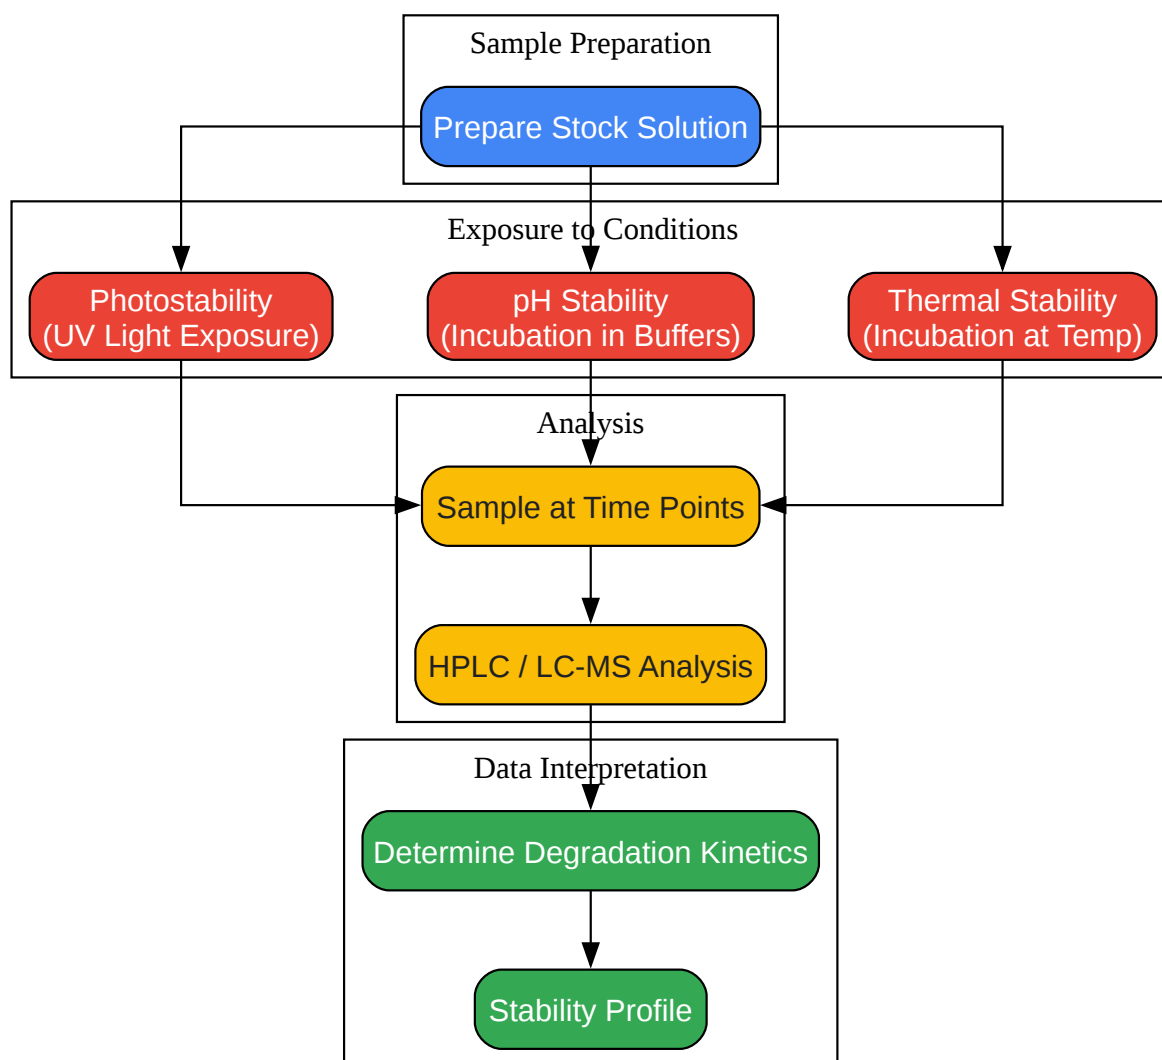 Sample Preparation
Prepare Stock Solution
Exposure to Conditions
Photostability
(UV Light Exposure)
pH Stability
(Incubation in Buffers)
Thermal Stability
(Incubation at Temp)
Analysis
Sample at Time Points
HPLC / LC-MS Analysis
Data Interpretation
Determine Degradation Kinetics
Stability Profile